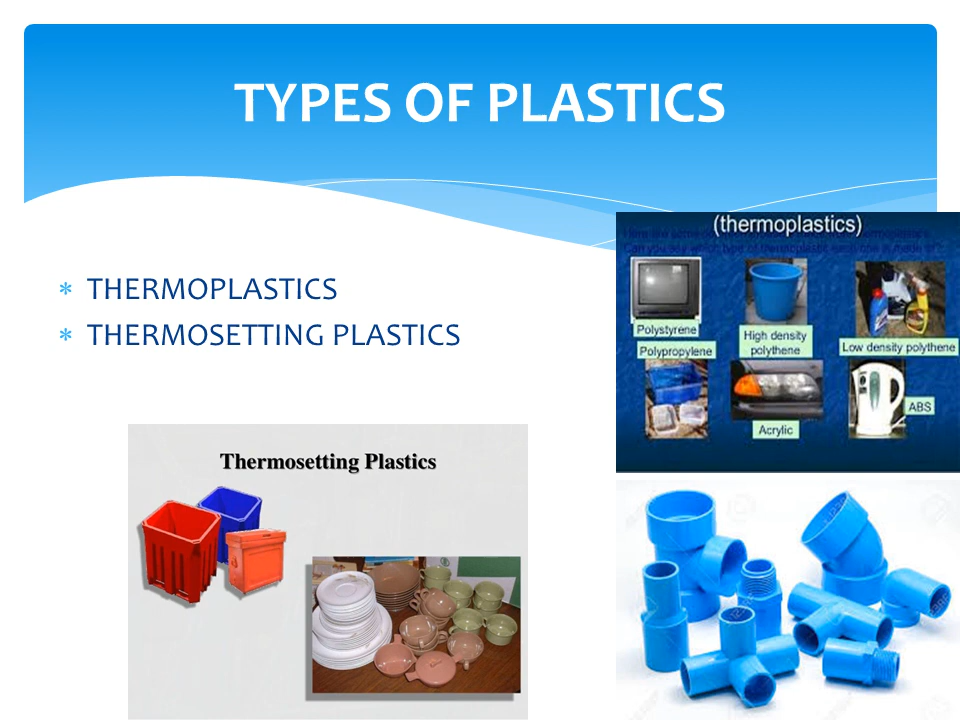 TYPES OF PLASTICS
THERMOPLASTICS
THERMOSETTING PLASTICS
(thermoplastics)
Polystyrene
High density
polythene
Low density polythene
Polypropylene
Acrylic
ABS
Thermosetting Plastics